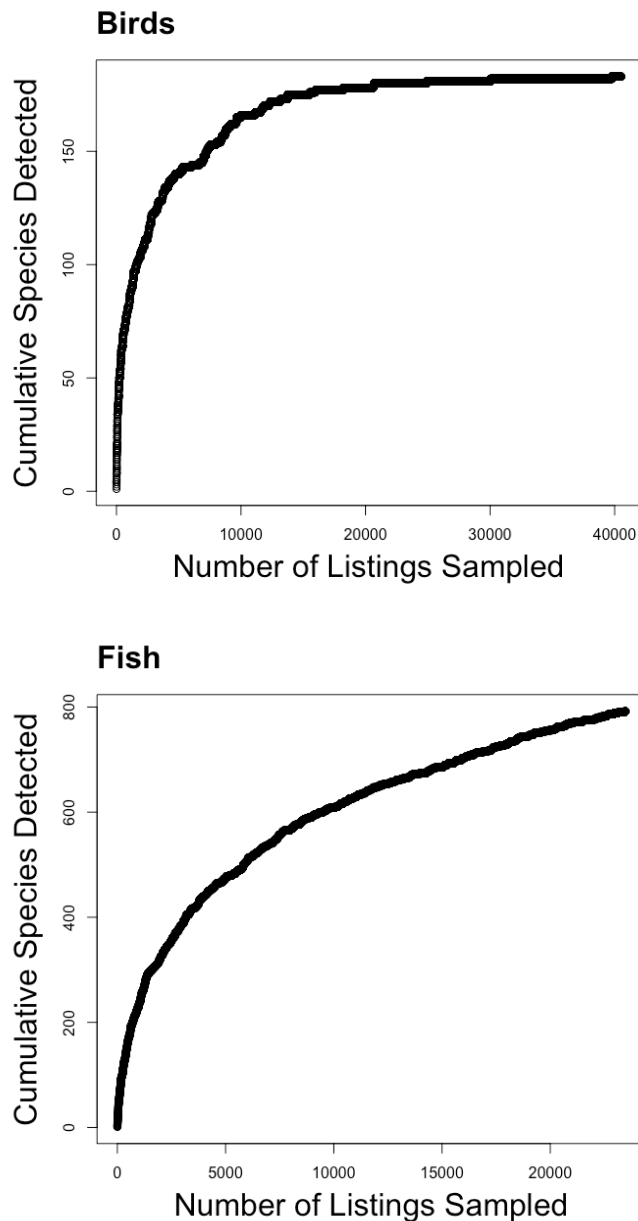 Birds
Cumulative Species Detected
150
100
50
0
0 10000 20000 30000 40000
Number of Listings Sampled
Fish
Cumulative Species Detected
800
600
400
200
0
0 5000 10000 15000 20000
Number of Listings Sampled